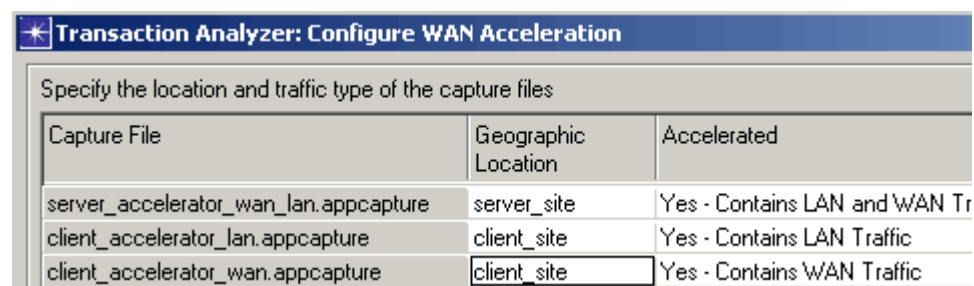 Transaction Analyzer: Configure WAN Acceleration
Specify the location and traffic type of the capture files
Capture File Geographic Location Accelerated
server_accelerator_wan_lan.appcapture server_site Yes - Contains LAN and WAN
client_accelerator_lan.appcapture client_site Yes - Contains LAN Traffic
client_accelerator_wan.appcapture client_site Yes - Contains WAN Traffic